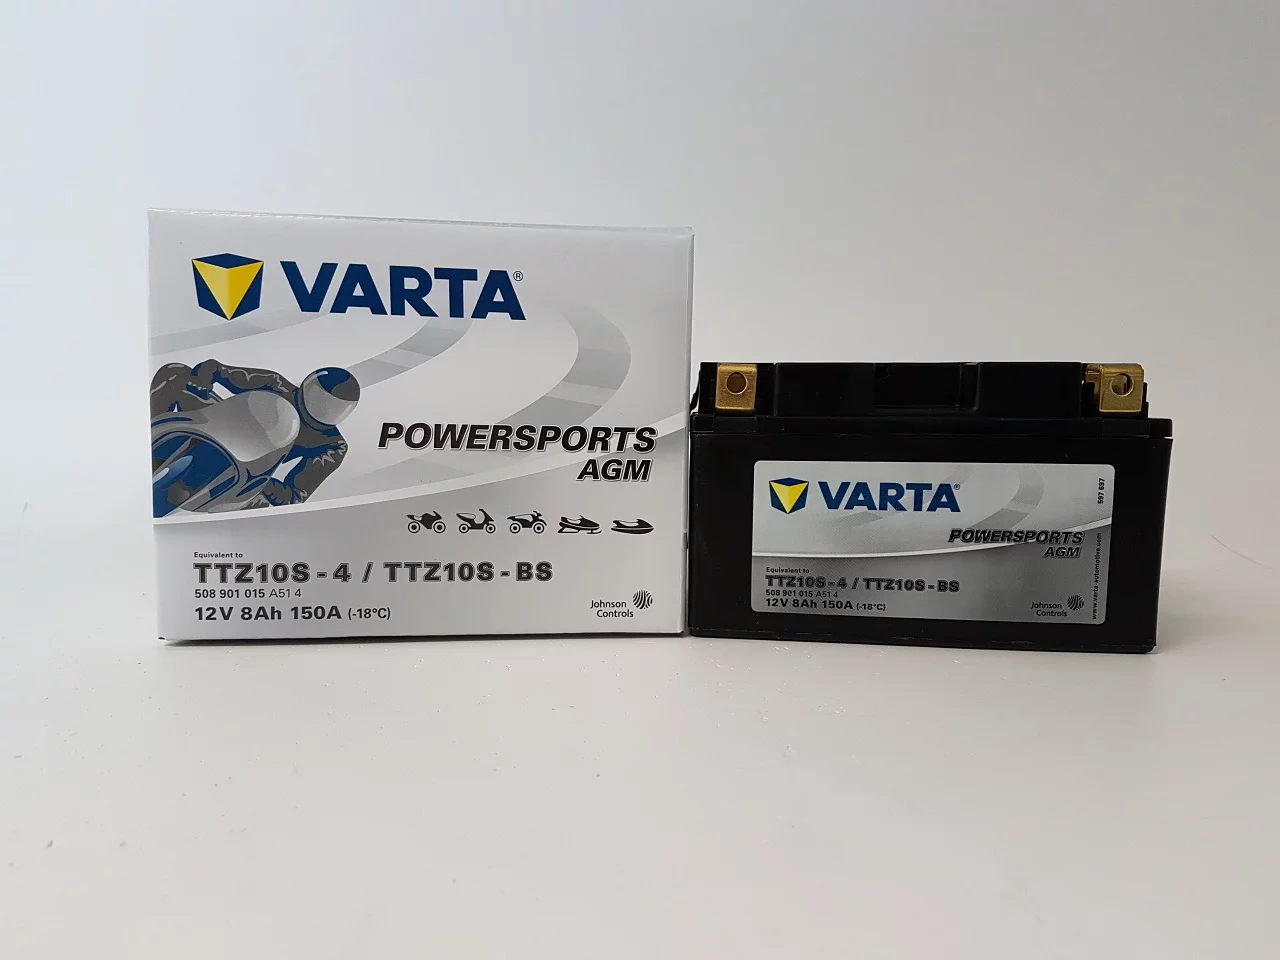 VARTA®
POWERSPORTS
AGM
Equivalent to
TTZ10S - 4 / TTZ10S - BS
508 901 015 A51 4
12V 8Ah 150A (-18°C)
Johnson
Controls
VARTA®
POWERSPORTS
AGM
Equivalent to
TTZ10S - 4 / TTZ10S - BS
508 901 015 A51 4
12V 8Ah 150A (-18°C)
Johnson
Controls
597 697
www.varta-automotive.com